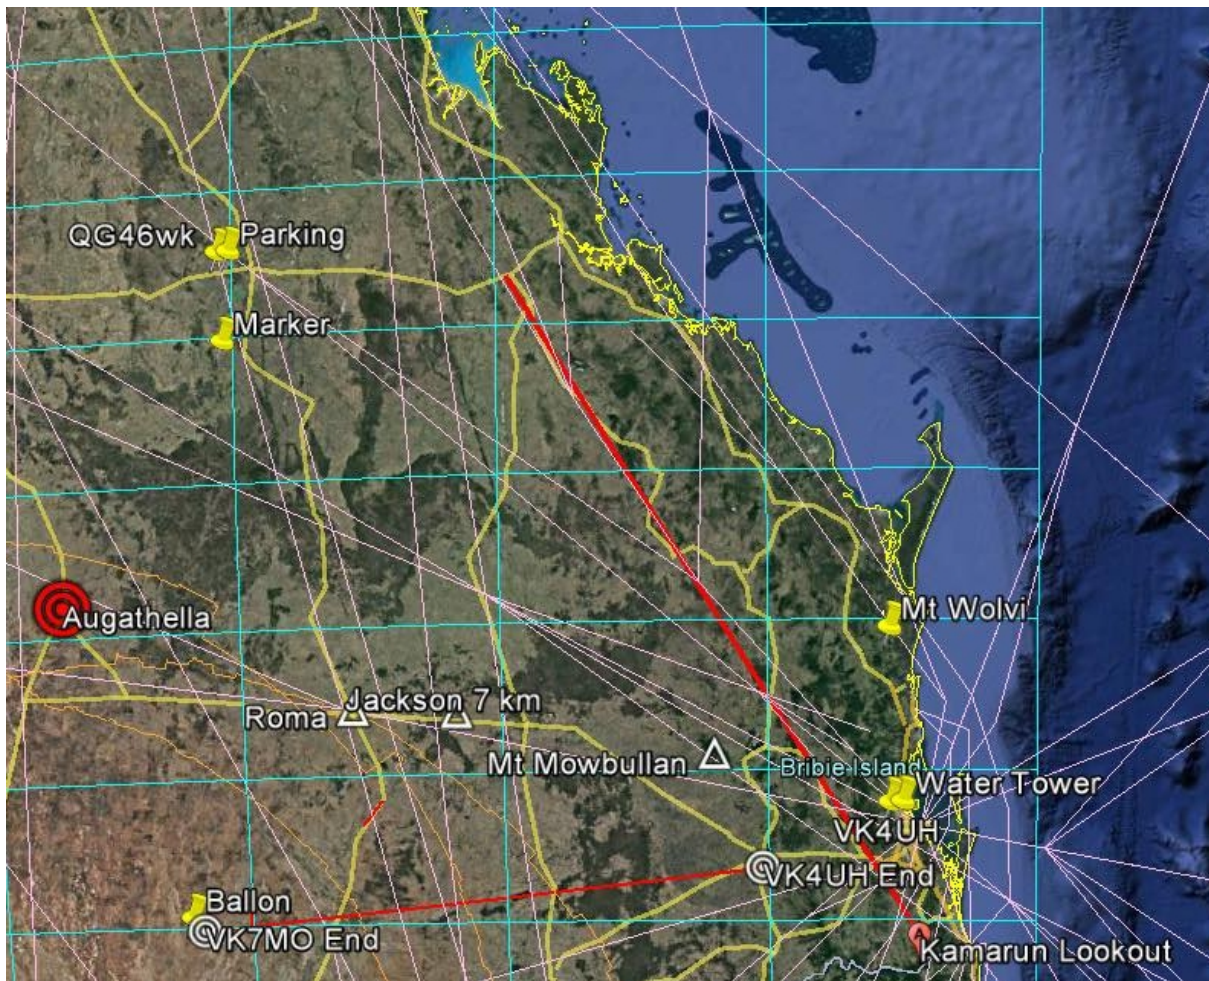 QG46wk
Parking
Marker
Augathella
Mt Wolvi
Roma
Jackson 7 km
Mt Mowbullan
Bribie Island
Water Tower
VK4UH
VK4UH End
Ballon
VK7MO End
Kamarun Lookout